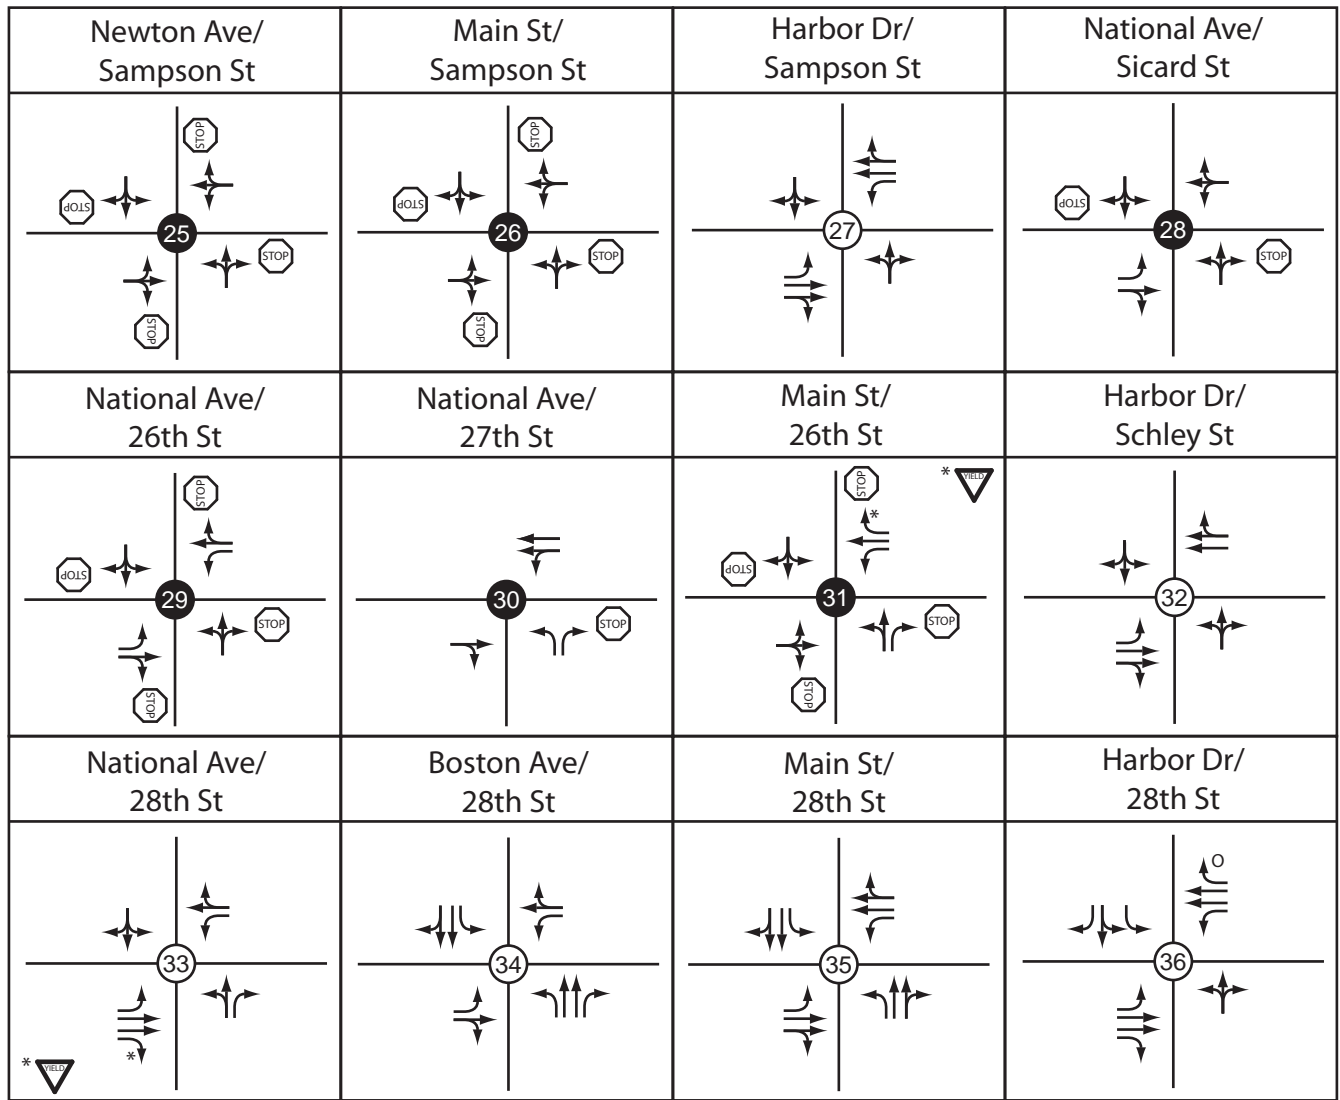 Newton Ave/
Sampson St
Main St/
Sampson St
Harbor Dr/
Sampson St
National Ave/
Sicard St
STOP
STOP
STOP
25
STOP
STOP
STOP
STOP
26
STOP
STOP
27
STOP
28
STOP
National Ave/
26th St
National Ave/
27th St
Main St/
26th St
Harbor Dr/
Schley St
STOP
STOP
29
STOP
STOP
30
STOP
STOP
* YIELD
*
STOP
31
STOP
STOP
32
National Ave/
28th St
Boston Ave/
28th St
Main St/
28th St
Harbor Dr/
28th St
33
*
* YIELD
34
35
O
36